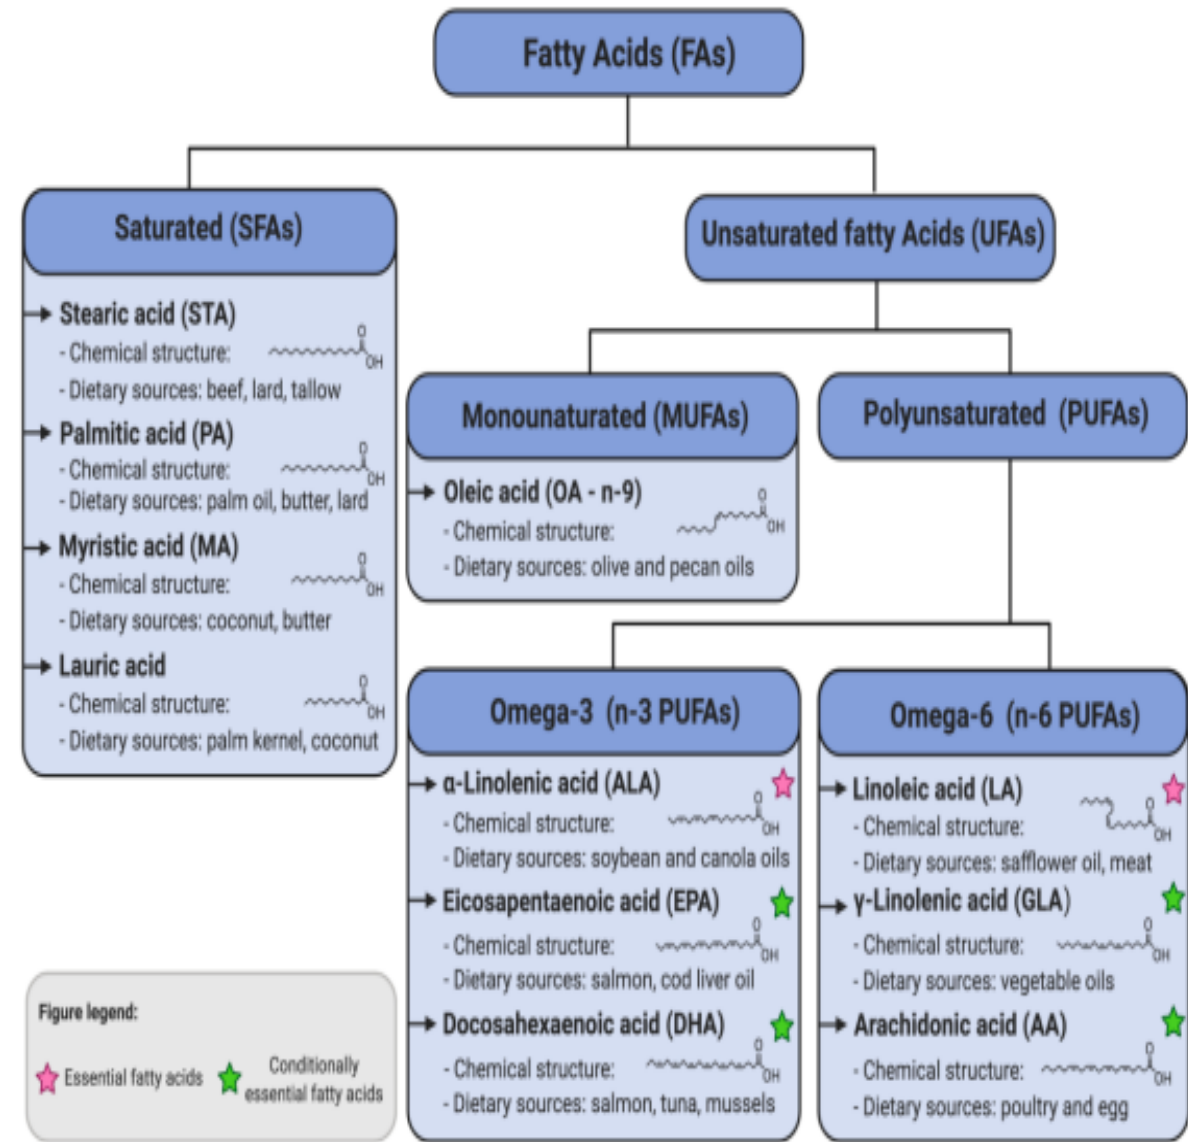 Fatty Acids (FAs)
Saturated (SFAs)
Stearic acid (STA)
- Chemical structure:
O
OH
- Dietary sources: beef, lard, tallow
Palmitic acid (PA)
- Chemical structure:
O
OH
- Dietary sources: palm oil, butter, lard
Myristic acid (MA)
- Chemical structure:
O
OH
- Dietary sources: coconut, butter
Lauric acid
- Chemical structure:
O
OH
- Dietary sources: palm kernel, coconut
Unsaturated fatty Acids (UFAs)
Monounaturated (MUFAs)
Oleic acid (OA - n-9)
- Chemical structure:
O
OH
- Dietary sources: olive and pecan oils
Polyunsaturated (PUFAs)
Omega-3 (n-3 PUFAs)
α-Linolenic acid (ALA)
- Chemical structure:
O
OH
- Dietary sources: soybean and canola oils
Eicosapentaenoic acid (EPA)
- Chemical structure:
O
OH
- Dietary sources: salmon, cod liver oil
Docosahexaenoic acid (DHA)
- Chemical structure:
O
OH
- Dietary sources: salmon, tuna, mussels
Omega-6 (n-6 PUFAs)
Linoleic acid (LA)
- Chemical structure:
O
OH
- Dietary sources: safflower oil, meat
γ-Linolenic acid (GLA)
- Chemical structure:
O
OH
- Dietary sources: vegetable oils
Arachidonic acid (AA)
- Chemical structure:
O
OH
- Dietary sources: poultry and egg
Figure legend:
Essential fatty acids
Conditionally
essential fatty acids